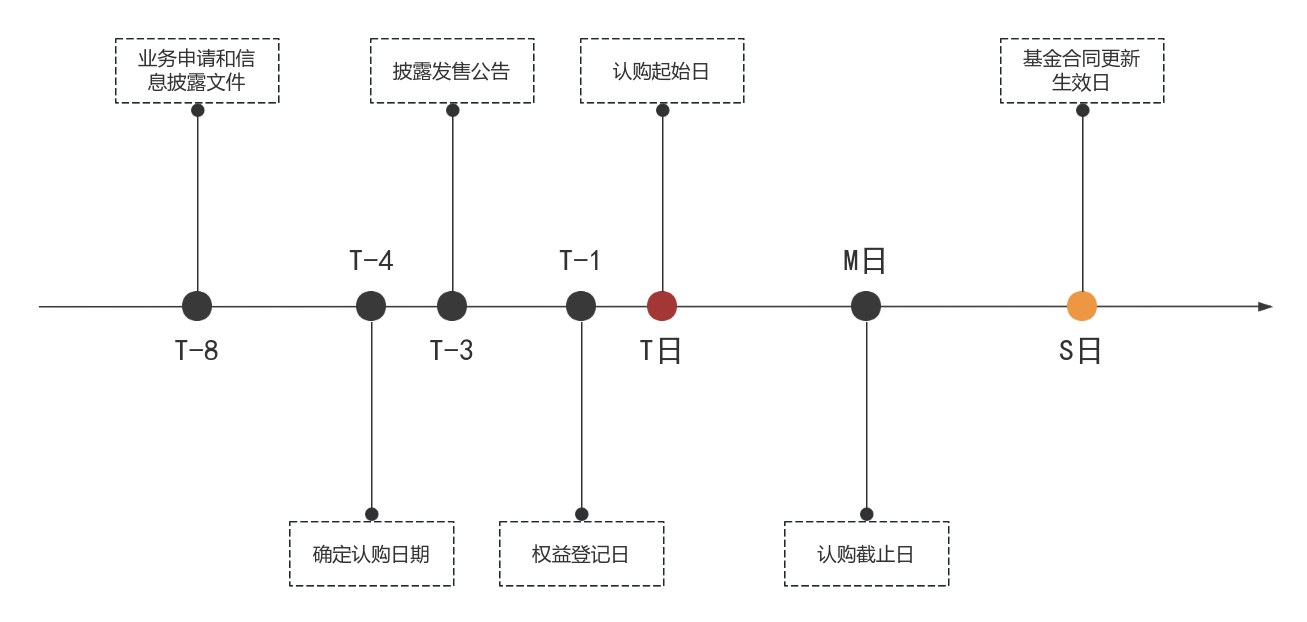 业务申请和信
息披露文件
披露发售公告
认购起始日
基金合同更新
生效日
T-4
T-1
M日
T-8
T-3
T日
S日
确定认购日期
权益登记日
认购截止日